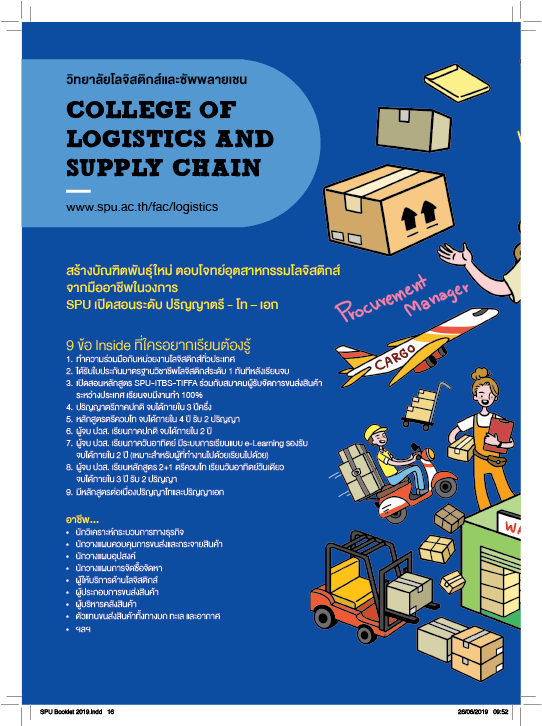 วิทยาลัยโลจิสติกส์และซัพพลายเชน
COLLEGE OF
LOGISTICS AND
SUPPLY CHAIN
www.spu.ac.th/fac/logistics
สร้างบัณฑิตพันธุ์ใหม่ ตอบโจทย์อุตสาหกรรมโลจิสติกส์
จากมืออาชีพในวงการ
SPU เปิดสอนระดับ ปริญญาตรี - โท – เอก
Procurement
Manager
CARGO
9 ข้อ Inside ที่ใครอยากเรียนต้องรู้
1. ทำความร่วมมือกับหน่วยงานโลจิสติกส์ทั่วประเทศ
2. ได้รับใบประกันมาตรฐานวิชาชีพโลจิสติกส์ระดับ 1 ทันทีหลังเรียนจบ
3. เปิดสอนหลักสูตร SPU-ITBS-TIFFA ร่วมกับสมาคมผู้รับจัดการขนส่งสินค้า
ระหว่างประเทศ เรียนจบมีงานทำ 100%
4. ปริญญาตรีภาคปกติ จบได้ภายใน 3 ปีครึ่ง
5. หลักสูตรตรีควบโท จบได้ภายใน 4 ปี รับ 2 ปริญญา
6. ผู้จบ ปวส. เรียนภาคปกติ จบได้ภายใน 2 ปี
7. ผู้จบ ปวส. เรียนภาควันอาทิตย์ มีระบบการเรียนแบบ e-Learning รองรับ
จบได้ภายใน 2 ปี (เหมาะสำหรับผู้ที่ทำงานไปด้วยเรียนไปด้วย)
8. ผู้จบ ปวส. เรียนหลักสูตร 2+1 ตรีควบโท เรียนวันอาทิตย์วันเดียว
จบได้ภายใน 3 ปี รับ 2 ปริญญา
9. มีหลักสูตรต่อเนื่องปริญญาโทและปริญญาเอก
อาชีพ...
• นักวิเคราะห์กระบวนการทางธุรกิจ
• นักวางแผนควบคุมการขนส่งและกระจายสินค้า
• นักวางแผนอุปสงค์
• นักวางแผนการจัดซื้อจัดหา
• ผู้ให้บริการด้านโลจิสติกส์
• ผู้ประกอบการขนส่งสินค้า
• ผู้บริหารคลังสินค้า
• ตัวแทนขนส่งสินค้าทั้งทางบก ทะเล และอากาศ
• ฯลฯ
WA
SPU Booklet 2019.indd 16
26/08/2019 09:52